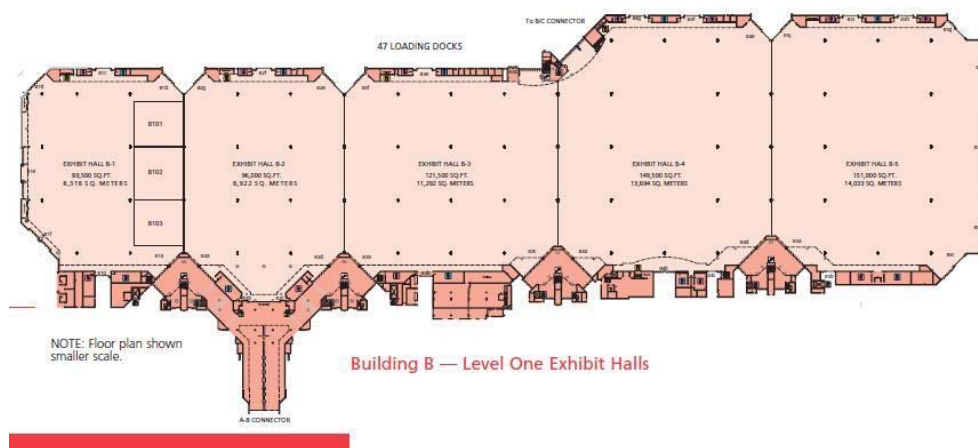 To B/C CONNECTOR
47 LOADING DOCKS
B101
B102
B103
EXHIBIT HALL B-1
89,500 SQ.FT.
8,318 SQ. METERS
EXHIBIT HALL B-2
96,000 SQ.FT.
8,922 SQ. METERS
EXHIBIT HALL B-3
121,500 SQ.FT.
11,292 SQ. METERS
EXHIBIT HALL B-4
149,500 SQ.FT.
13,894 SQ. METERS
EXHIBIT HALL B-5
151,000 SQ.FT.
14,033 SQ. METERS
NOTE: Floor plan shown
smaller scale.
Building B — Level One Exhibit Halls
A-B CONNECTOR